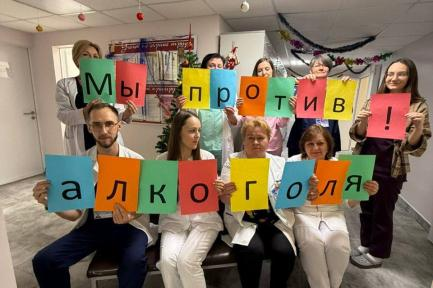 Мы против!
алкоголя